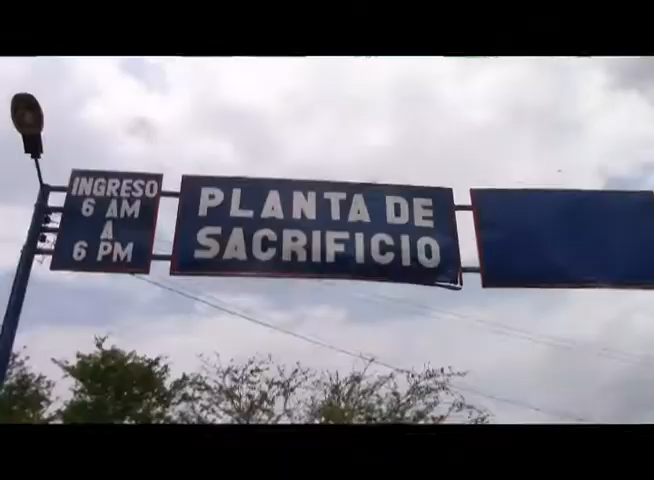 INGRESO
6 AM
A
6 PM
PLANTA DE
SACRIFICIO